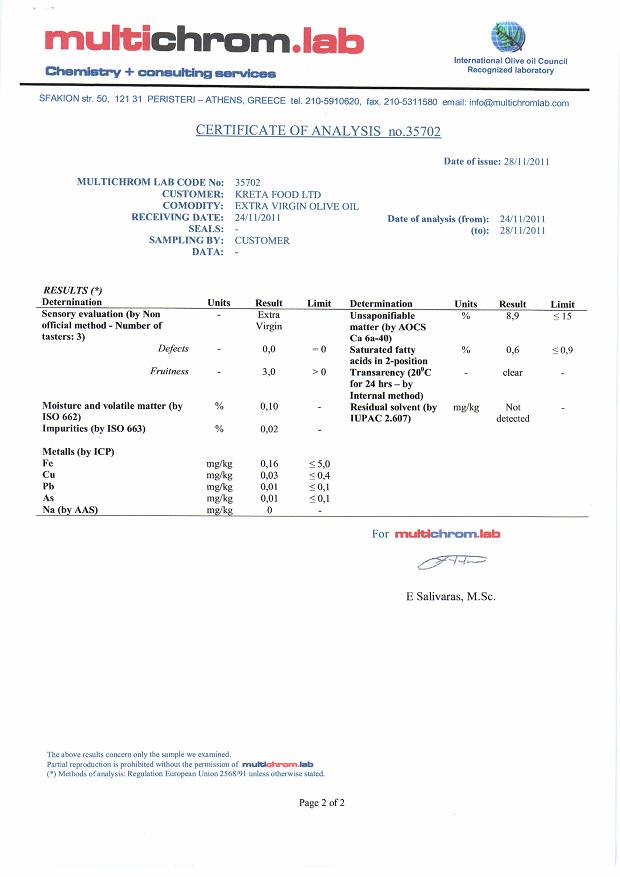 multichrom.lab
Chemistry + consulting services
International Olive oil Council
Recognized laboratory
SFAKION str. 50, 121 31 PERISTERI – ATHENS, GREECE tel. 210-5910620, fax. 210-5311580 email: info@multichromlab.com
CERTIFICATE OF ANALYSIS no.35702
Date of issue: 28/11/2011
MULTICHROM LAB CODE No: 35702
CUSTOMER: KRETA FOOD LTD
COMODITY: EXTRA VIRGIN OLIVE OIL
RECEIVING DATE: 24/11/2011
SEALS: -
SAMPLING BY: CUSTOMER
DATA: -
Date of analysis (from): 24/11/2011
(to): 28/11/2011
RESULTS (*)
Deternination Units Result Limit
Sensory evaluation (by Non - Extra
official method - Number of Virgin
tasters: 3)
Defects - 0,0 = 0
Fruitness - 3,0 > 0
Moisture and volatile matter (by % 0,10 -
ISO 662)
Impurities (by ISO 663) % 0,02 -
Metalls (by ICP)
Fe mg/kg 0,16 ≤ 5,0
Cu mg/kg 0,03 ≤ 0,4
Pb mg/kg 0,01 ≤ 0,1
As mg/kg 0,01 ≤ 0,1
Na (by AAS) mg/kg 0 -
Determination Units Result Limit
Unsaponifiable % 8,9 ≤ 15
matter (by AOCS
Ca 6a-40)
Saturated fatty % 0,6 ≤ 0,9
acids in 2-position
Transarency (20⁰C - clear -
for 24 hrs – by
Internal method)
Residual solvent (by mg/kg Not -
IUPAC 2.607) detected
For multichrom.lab
E Salivaras, M.Sc.
The above results concern only the sample we examined.
Partial reproduction is prohibited without the permission of multichrom.lab
(*) Methods of analysis: Regulation European Union 2568/91 unless otherwise stated.
Page 2 of 2